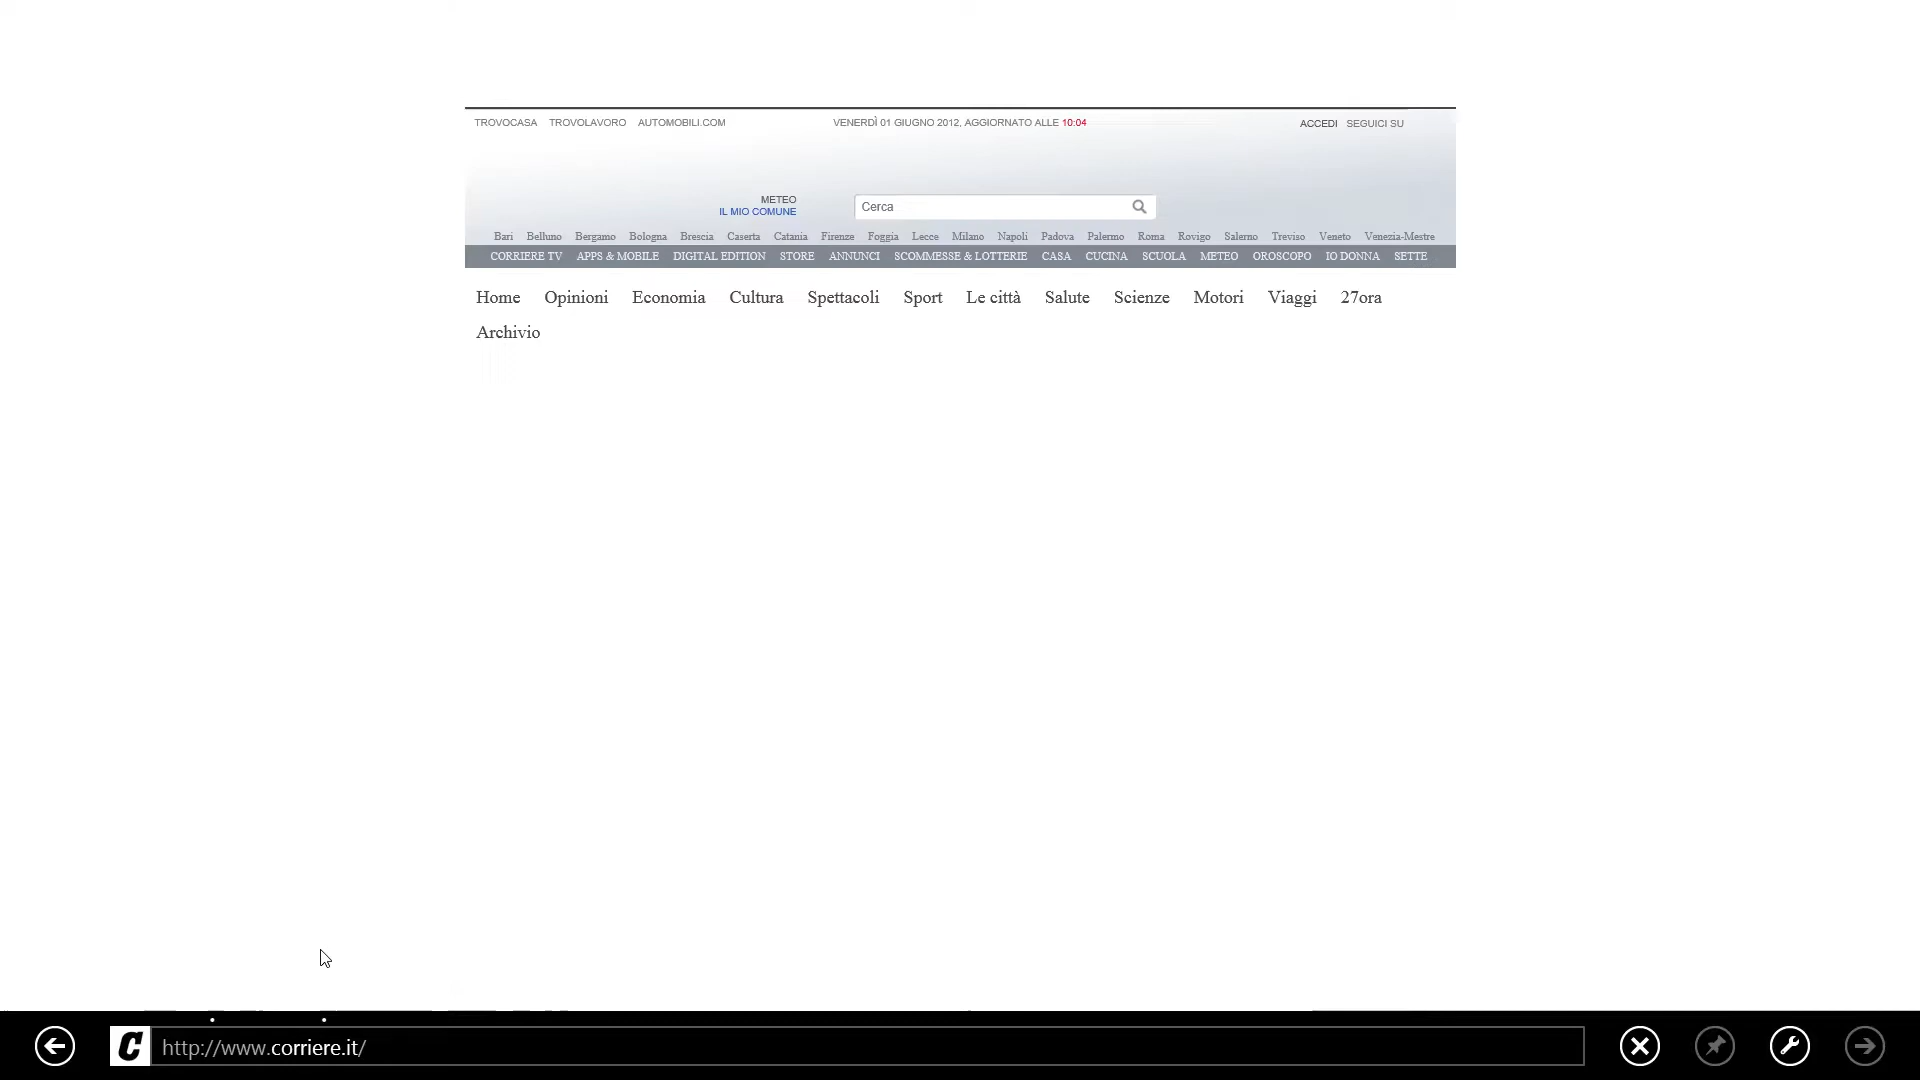 TROVOCASA TROVOLAVORO AUTOMOBILI.COM VENERDÌ 01 GIUGNO 2012, AGGIORNATO ALLE 10:04 ACCEDI SEGUICI SU
METEO
IL MIO COMUNE
Cerca
Bari Belluno Bergamo Bologna Brescia Caserta Catania Firenze Foggia Lecce Milano Napoli Padova Palermo Roma Rovigo Salerno Treviso Veneto Venezia-Mestre
CORRIERE TV APPS & MOBILE DIGITAL EDITION STORE ANNUNCI SCOMMESSE & LOTTERIE CASA CUCINA SCUOLA METEO OROSCOPO IO DONNA SETTE
Home Opinioni Economia Cultura Spettacoli Sport Le città Salute Scienze Motori Viaggi 27ora
Archivio
C http://www.corriere.it/